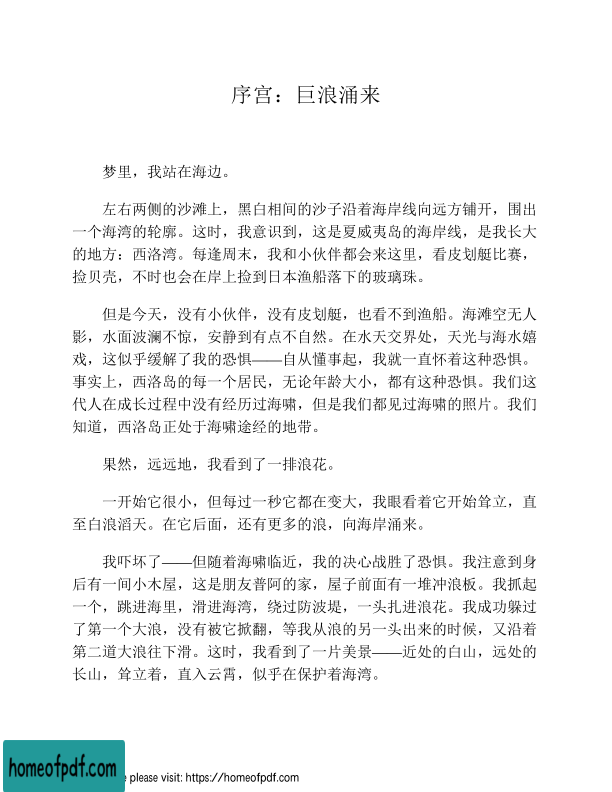 序宫：巨浪涌来
梦里，我站在海边。
左右两侧的沙滩上，黑白相间的沙子沿着海岸线向远方铺开，围出
一个海湾的轮廓。这时，我意识到，这是夏威夷岛的海岸线，是我长大
的地方：西洛湾。每逢周末，我和小伙伴都会来这里，看皮划艇比赛，
捡贝壳，不时也会在岸上捡到日本渔船落下的玻璃珠。
但是今天，没有小伙伴，没有皮划艇，也看不到渔船。海滩空无人
影，水面波澜不惊，安静到有点不自然。在水天交界处，天光与海水嬉
戏，这似乎缓解了我的恐惧——自从懂事起，我就一直怀着这种恐惧。
事实上，西洛岛的每一个居民，无论年龄大小，都有这种恐惧。我们这
代人在成长过程中没有经历过海啸，但是我们都见过海啸的照片。我们
知道，西洛岛正处于海啸途经的地带。
果然，远远地，我看到了一排浪花。
一开始它很小，但每过一秒它都在变大，我眼看着它开始耸立，直
至白浪滔天。在它后面，还有更多的浪，向海岸涌来。
我吓坏了——但随着海啸临近，我的决心战胜了恐惧。我注意到身
后有一间小木屋，这是朋友普阿的家，屋子前面有一堆冲浪板。我抓起
一个，跳进海里，滑进海湾，绕过防波堤，一头扎进浪花。我成功躲过
了第一个大浪，没有被它掀翻，等我从浪的另一头出来的时候，又沿着
第二道大浪往下滑。这时，我看到了一片美景——近处的白山，远处的
长山，耸立着，直入云霄，似乎在保护着海湾。
homeofpdf.com
e please visit: https://homeofpdf.com